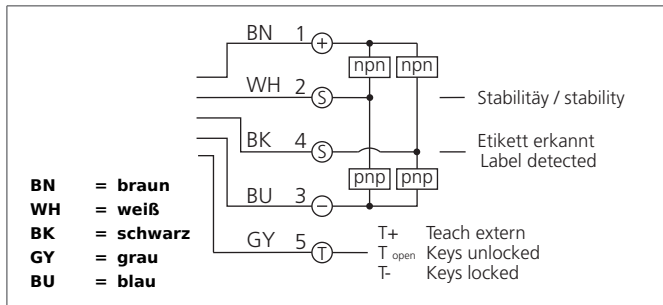 BN 1 +
npn npn
WH 2 S
Stabilitäy / stability
BK 4 S
Etikett erkannt
Label detected
pnp pnp
BU 3 −
GY 5 T
T+ Teach extern
T open Keys unlocked
T- Keys locked
BN = braun
WH = weiß
BK = schwarz
GY = grau
BU = blau